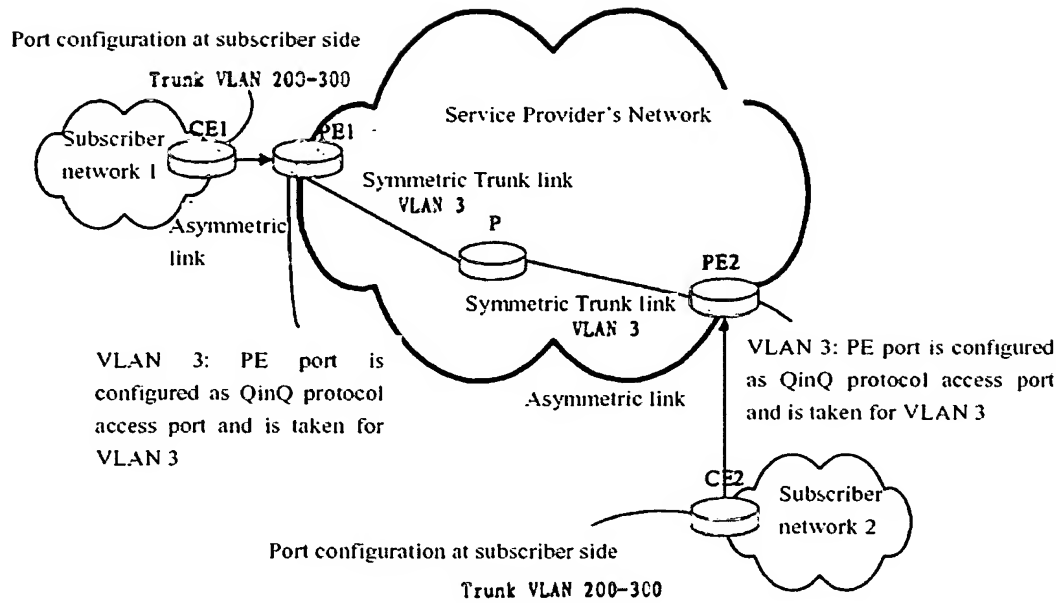 Port configuration at subscriber side
Trunk VLAN 200-300
CE1
PE1
Service Provider's Network
Subscriber
network 1
Symmetric Trunk link
VLAN 3
Asymmetric
link
P
PE2
Symmetric Trunk link
VLAN 3
VLAN 3: PE port is
configured as QinQ protocol
access port and is taken for
VLAN 3
VLAN 3: PE port is configured
as QinQ protocol access port
and is taken for VLAN 3
Asymmetric link
CE2
Subscriber
network 2
Port configuration at subscriber side
Trunk VLAN 200-300